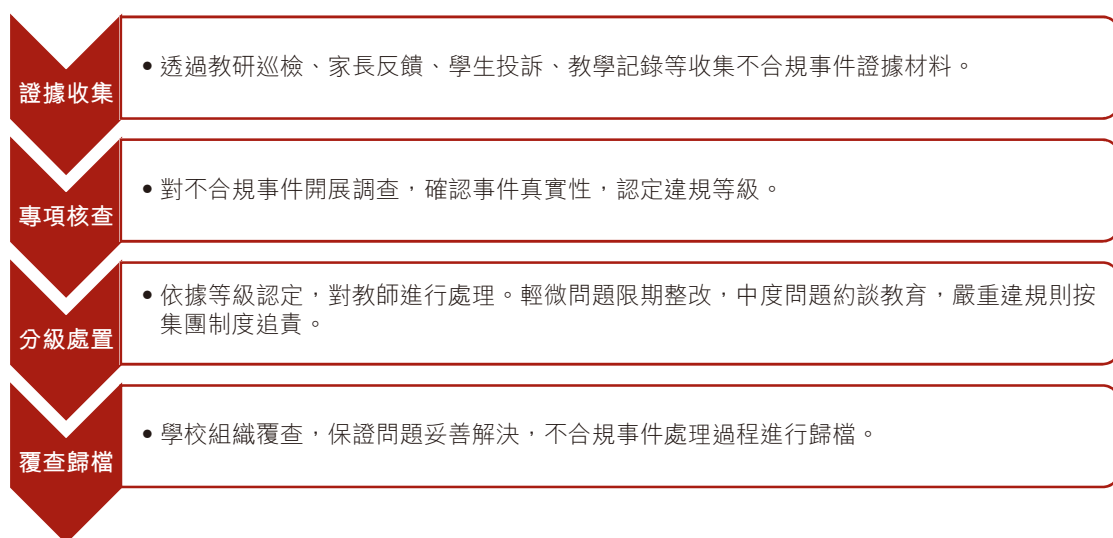 證據收集
• 透過教研巡檢、家長反饋、學生投訴、教學記錄等收集不合規事件證據材料。
專項核查
• 對不合規事件開展調查，確認事件真實性，認定違規等級。
分級處置
• 依據等級認定，對教師進行處理。輕微問題限期整改，中度問題約談教育，嚴重違規則按
集團制度追責。
覆查歸檔
• 學校組織覆查，保證問題妥善解決，不合規事件處理過程進行歸檔。